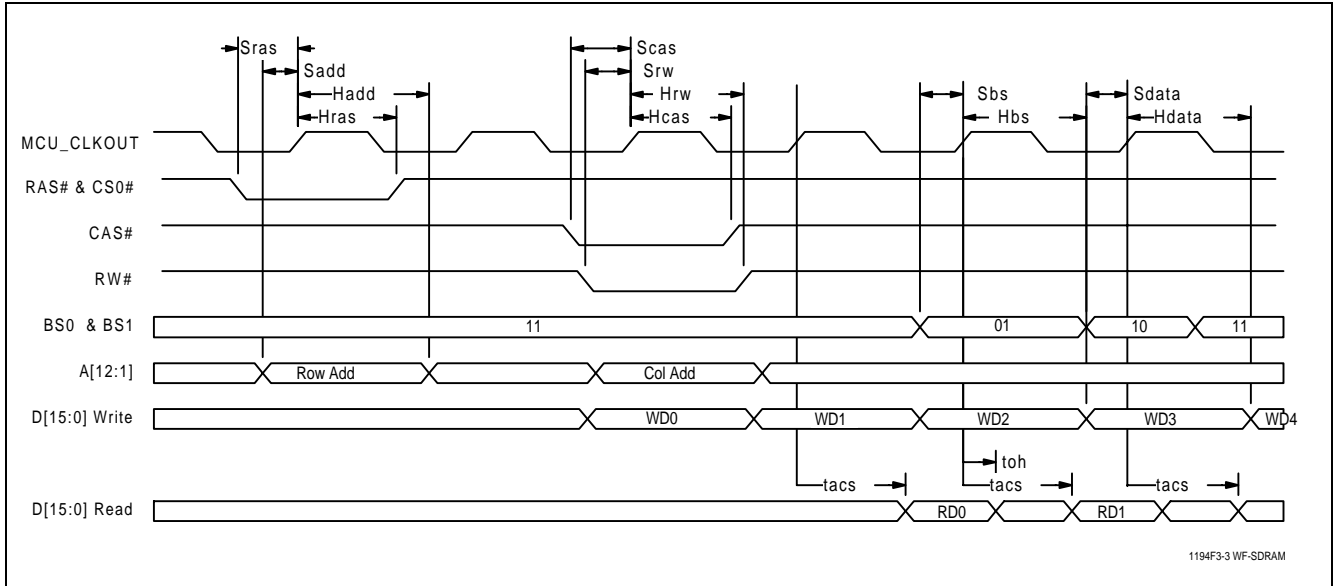 Sras Scas
Sadd Srw
Hadd Hrw Sbs Sdata
Hras Hcas Hbs Hdata
MCU_CLKOUT
RAS# & CS0#
CAS#
RW#
BS0 & BS1 11 01 10 11
A[12:1] Row Add Col Add
D[15:0] Write WD0 WD1 WD2 WD3 WD4
toh
tacs tacs tacs
D[15:0] Read RD0 RD1
1194F3-3 WF-SDRAM